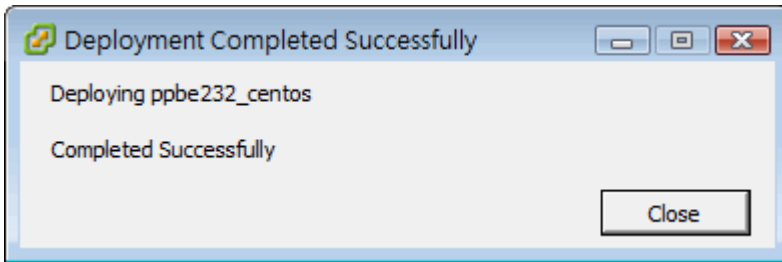 Deployment Completed Successfully
Deploying ppbe232_centos
Completed Successfully
Close